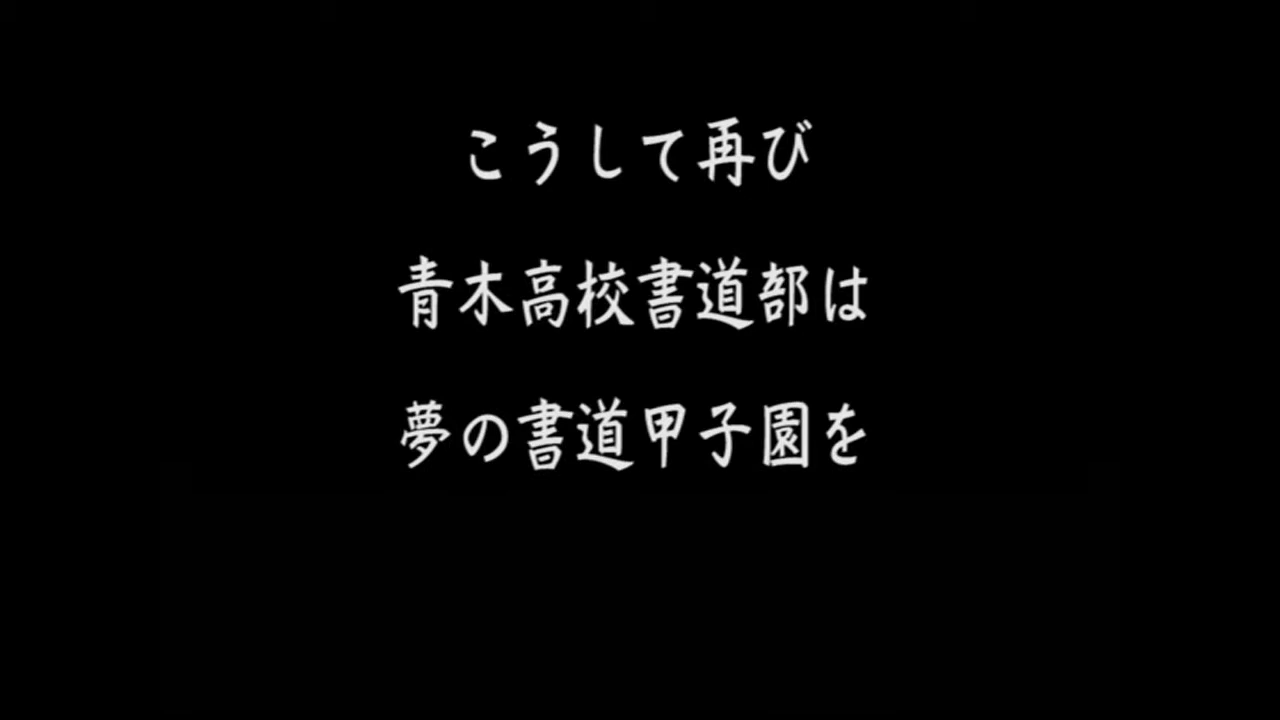 こうして再び
青木高校書道部は
夢の書道甲子園を